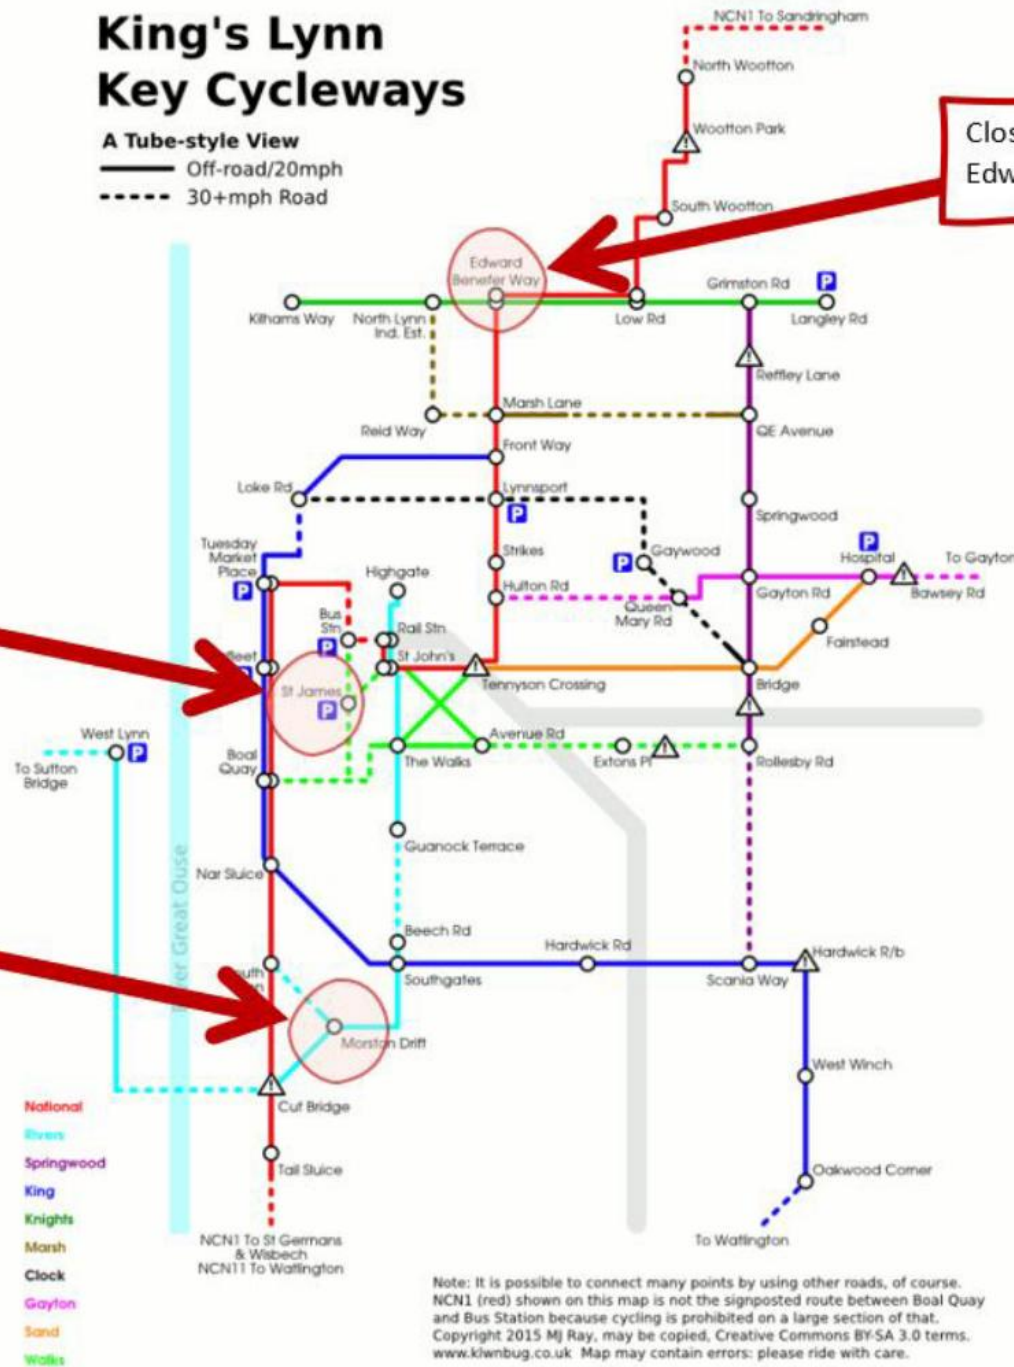 King's Lynn
Key Cycleways
A Tube-style View
Off-road/20mph
30+mph Road
NCN1 To Sandringham
North Wootton
Wootton Park
South Wootton
Edward
Benefer Way
Grimston Rd
P
Kilhams Way
North Lynn
Ind. Est.
Low Rd
Langley Rd
Reffley Lane
Marsh Lane
Reid Way
QE Avenue
Front Way
Loke Rd
Lynnsport
P
Springwood
Tuesday
Market
Place
P
Highgate
Strikes
P
Gaywood
P
Hospital
To Gayton
Hulton Rd
Queen
Mary Rd
Gayton Rd
Bawsey Rd
Bus
Stn
P
Rail Stn
Fairstead
St John's
Tennyson Crossing
Bridge
St James
P
West Lynn
P
To Sutton
Bridge
Boal
Quay
Avenue Rd
The Walks
Extons Pl
Rollesby Rd
Guanock Terrace
Nar Sluice
River Great Ouse
Beech Rd
Hardwick Rd
Hardwick R/b
Southgates
Scania Way
Morston Drift
West Winch
Cut Bridge
Tail Sluice
Oakwood Corner
National
Rivers
Springwood
King
Knights
Marsh
Clock
Gayton
Sand
Walks
NCN1 To St Germans
& Wisbech
NCN11 To Watlington
To Watlington
Note: It is possible to connect many points by using other roads, of course.
NCN1 (red) shown on this map is not the signposted route between Boal Quay
and Bus Station because cycling is prohibited on a large section of that.
Copyright 2015 MJ Ray, may be copied, Creative Commons BY-SA 3.0 terms.
www.klwnbug.co.uk Map may contain errors: please ride with care.